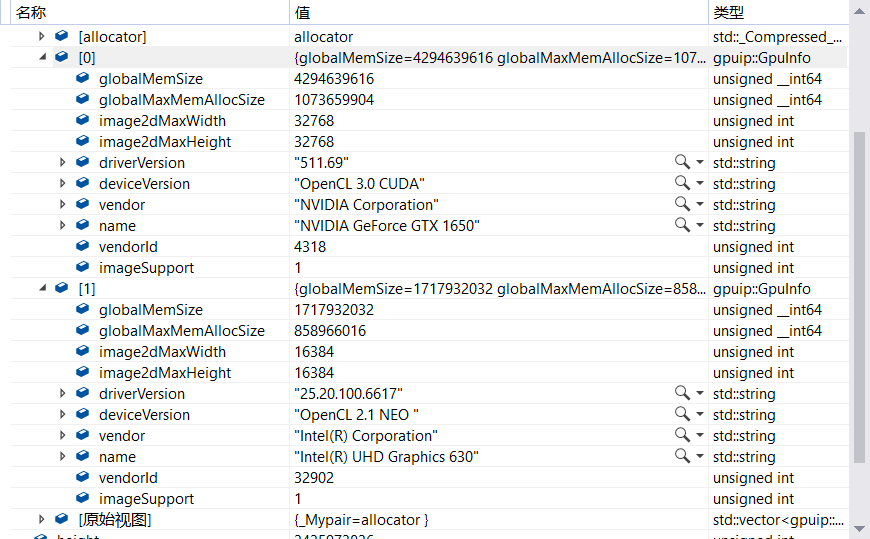 名称 值 类型
[allocator] allocator std::_Compressed_...
[0] {globalMemSize=4294639616 globalMaxMemAllocSize=107... gpuip::GpuInfo
globalMemSize 4294639616 unsigned __int64
globalMaxMemAllocSize 1073659904 unsigned __int64
image2dMaxWidth 32768 unsigned int
image2dMaxHeight 32768 unsigned int
driverVersion "511.69" std::string
deviceVersion "OpenCL 3.0 CUDA" std::string
vendor "NVIDIA Corporation" std::string
name "NVIDIA GeForce GTX 1650" std::string
vendorId 4318 unsigned int
imageSupport 1 unsigned int
[1] {globalMemSize=1717932032 globalMaxMemAllocSize=858... gpuip::GpuInfo
globalMemSize 1717932032 unsigned __int64
globalMaxMemAllocSize 858966016 unsigned __int64
image2dMaxWidth 16384 unsigned int
image2dMaxHeight 16384 unsigned int
driverVersion "25.20.100.6617" std::string
deviceVersion "OpenCL 2.1 NEO " std::string
vendor "Intel(R) Corporation" std::string
name "Intel(R) UHD Graphics 630" std::string
vendorId 32902 unsigned int
imageSupport 1 unsigned int
[原始视图] {_Mypair=allocator } std::vector<gpuip::...
height unsigned int